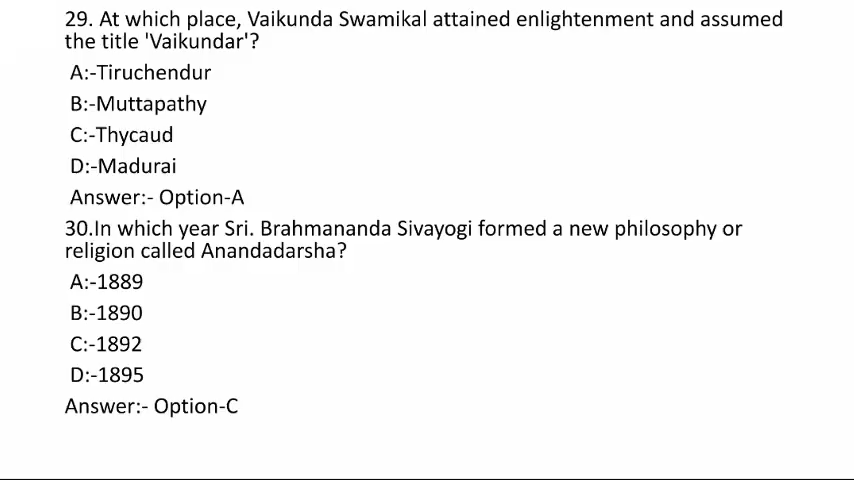 29. At which place, Vaikunda Swamikal attained enlightenment and assumed
the title 'Vaikundar'?
A:-Tiruchendur
B:-Muttapathy
C:-Thycaud
D:-Madurai
Answer:- Option-A
30.In which year Sri. Brahmananda Sivayogi formed a new philosophy or
religion called Anandadarsha?
A:-1889
B:-1890
C:-1892
D:-1895
Answer:- Option-C